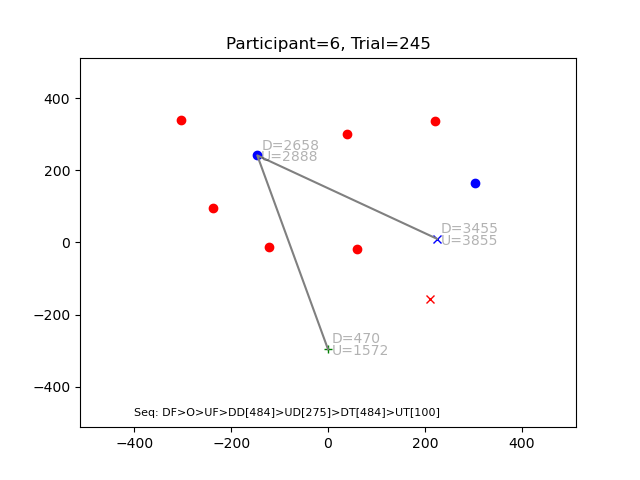 Participant=6, Trial=245
400
200
0
−200
−400
D=2658
U=2888
D=3455
U=3855
D=470
U=1572
Seq: DF>O>UF>DD[484]>UD[275]>DT[484]>UT[100]
−400 −200 0 200 400